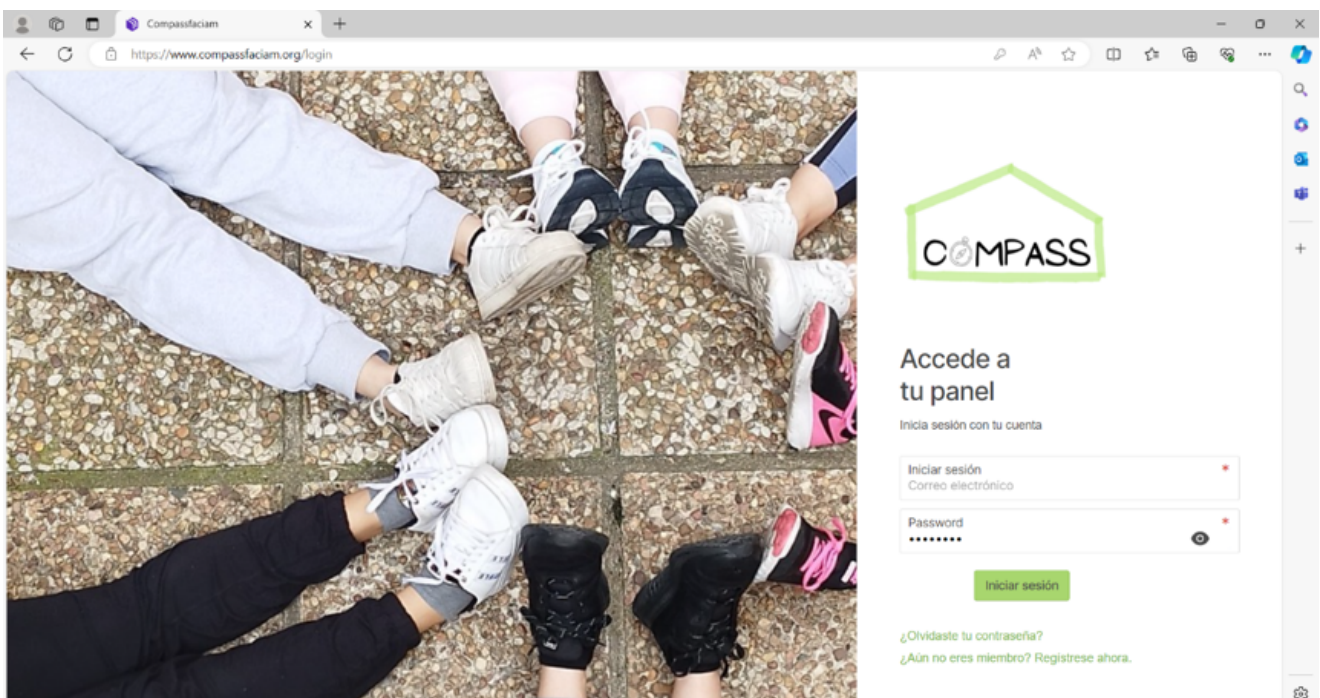 Compassfaciam
https://www.compassfaciam.org/login
COMPASS
Accede a
tu panel
Inicia sesión con tu cuenta
Iniciar sesión
Correo electrónico
Password
Iniciar sesión
¿Olvidaste tu contraseña?
¿Aún no eres miembro? Regístrese ahora.